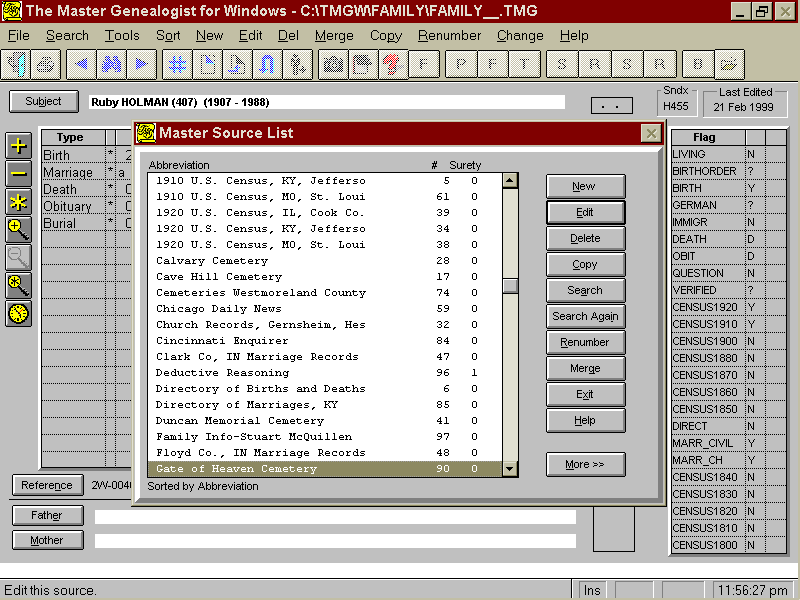 The Master Genealogist for Windows - C:\TMGW\FAMILY\FAMILY__.TMG
File Search Tools Sort New Edit Del Merge Copy Renumber Change Help
F P F T S R S R B
Subject
Ruby HOLMAN (407) (1907 - 1988)
. .
Sndx
H455
Last Edited
21 Feb 1999
Type
Birth *
Marriage * a
Death *
Obituary *
Burial *
Master Source List
Abbreviation # Surety
1910 U.S. Census, KY, Jefferso 5 0
1910 U.S. Census, MO, St. Loui 61 0
1920 U.S. Census, IL, Cook Co. 39 0
1920 U.S. Census, KY, Jefferso 34 0
1920 U.S. Census, MO, St. Loui 38 0
Calvary Cemetery 28 0
Cave Hill Cemetery 17 0
Cemeteries Westmoreland County 74 0
Chicago Daily News 59 0
Church Records, Gernsheim, Hes 32 0
Cincinnati Enquirer 84 0
Clark Co, IN Marriage Records 47 0
Deductive Reasoning 96 1
Directory of Births and Deaths 6 0
Directory of Marriages, KY 85 0
Duncan Memorial Cemetery 41 0
Family Info-Stuart McQuillen 97 0
Floyd Co., IN Marriage Records 48 0
Gate of Heaven Cemetery 90 0
Sorted by Abbreviation
New
Edit
Delete
Copy
Search
Search Again
Renumber
Merge
Exit
Help
More >>
Flag
LIVING N
BIRTHORDER ?
BIRTH Y
GERMAN ?
IMMIGR N
DEATH D
OBIT D
QUESTION N
VERIFIED ?
CENSUS1920 Y
CENSUS1910 Y
CENSUS1900 N
CENSUS1880 N
CENSUS1870 N
CENSUS1860 N
CENSUS1850 N
DIRECT N
MARR_CIVIL Y
MARR_CH Y
CENSUS1840 N
CENSUS1830 N
CENSUS1820 N
CENSUS1810 N
CENSUS1800 N
Reference
2W-004
Father
Mother
Edit this source.
Ins
11:56:27 pm